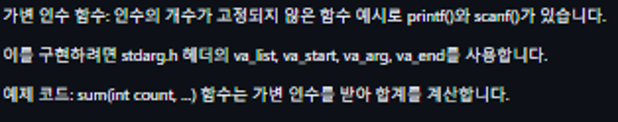 가변 인수 함수: 인수의 개수가 고정되지 않은 함수 예시로 printf()와 scanf()가 있습니다.
이를 구현하려면 stdarg.h 헤더의 va_list, va_start, va_arg, va_end를 사용합니다.
예제 코드: sum(int count, ...) 함수는 가변 인수를 받아 합계를 계산합니다.